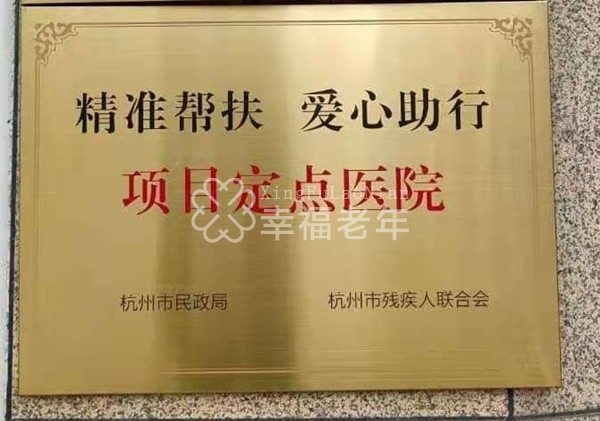 精准帮扶 爱心助行
项目定点医院
XingFuLaoNian
幸福老年
杭州市民政局 杭州市残疾人联合会